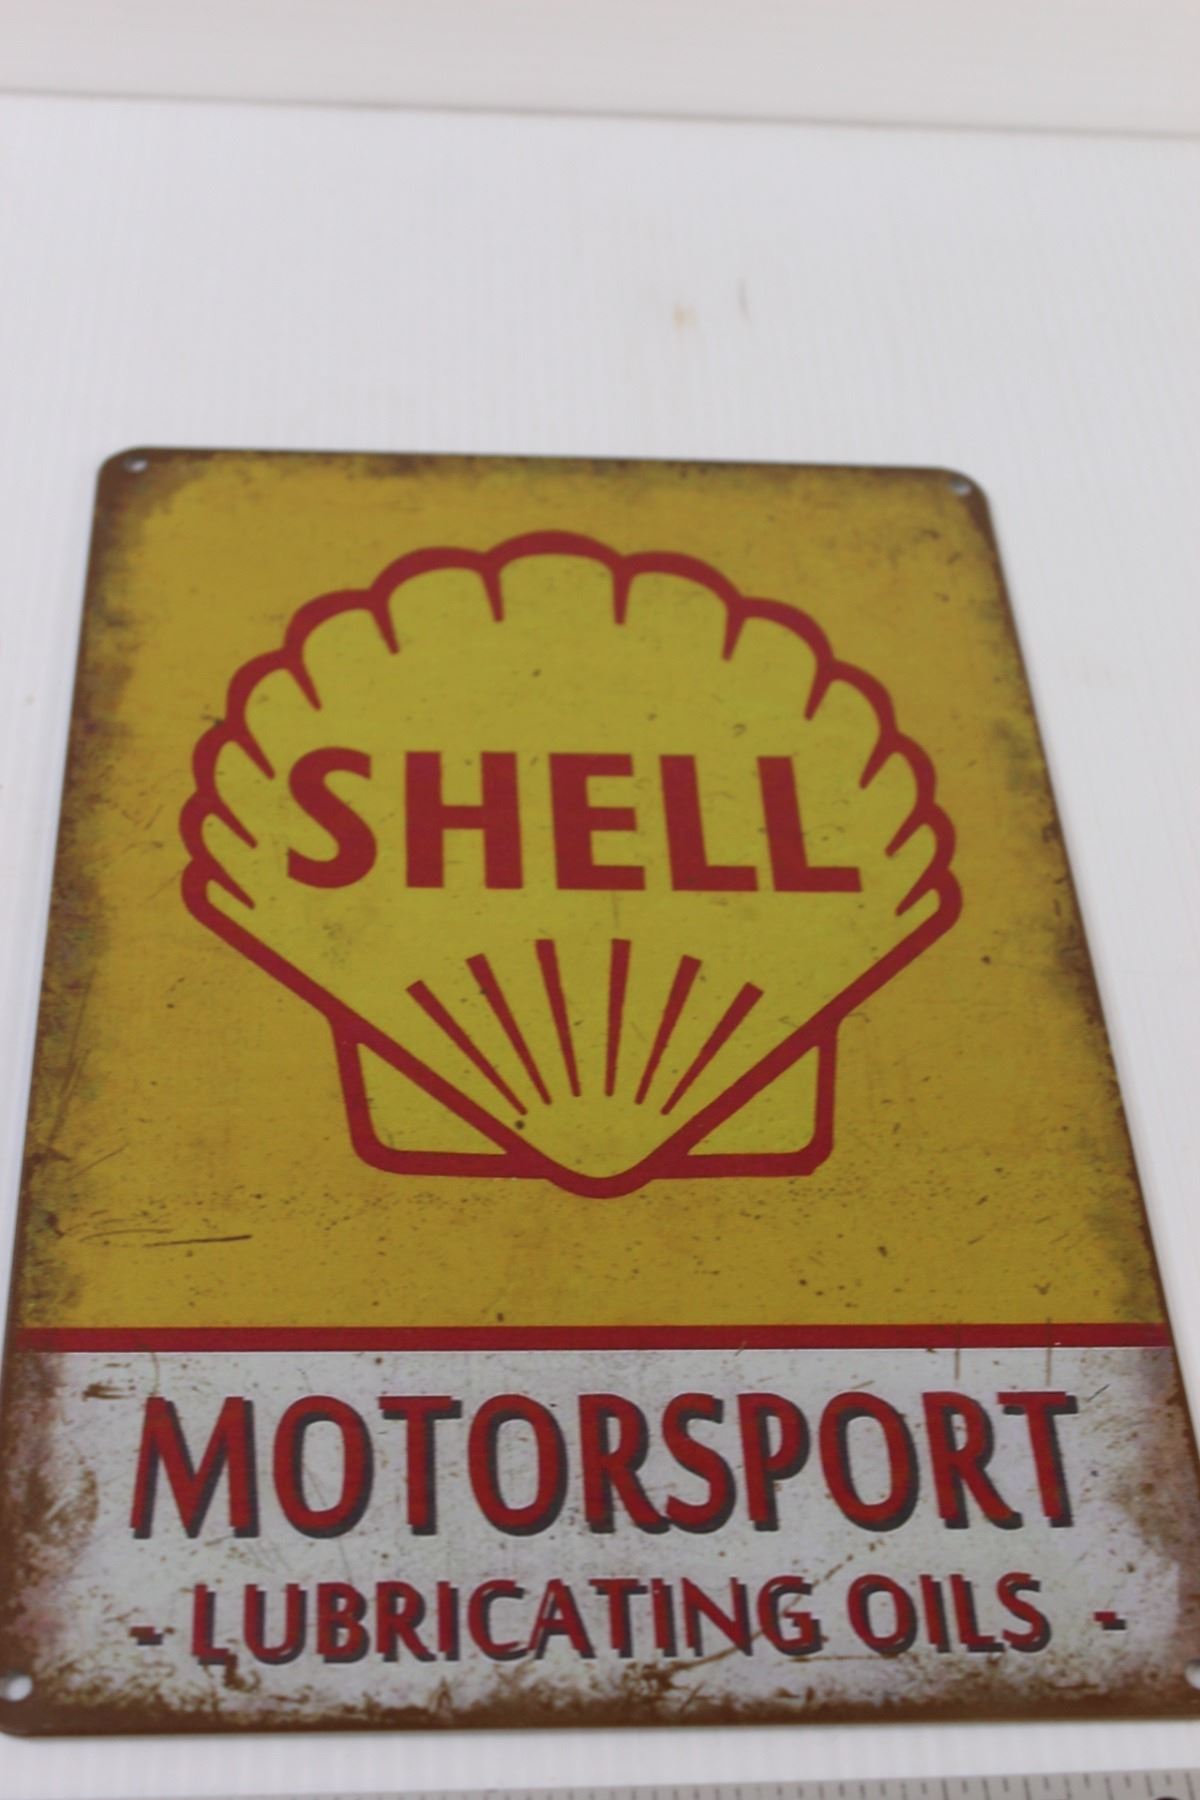 SHELL
MOTORSPORT
- LUBRICATING OILS -